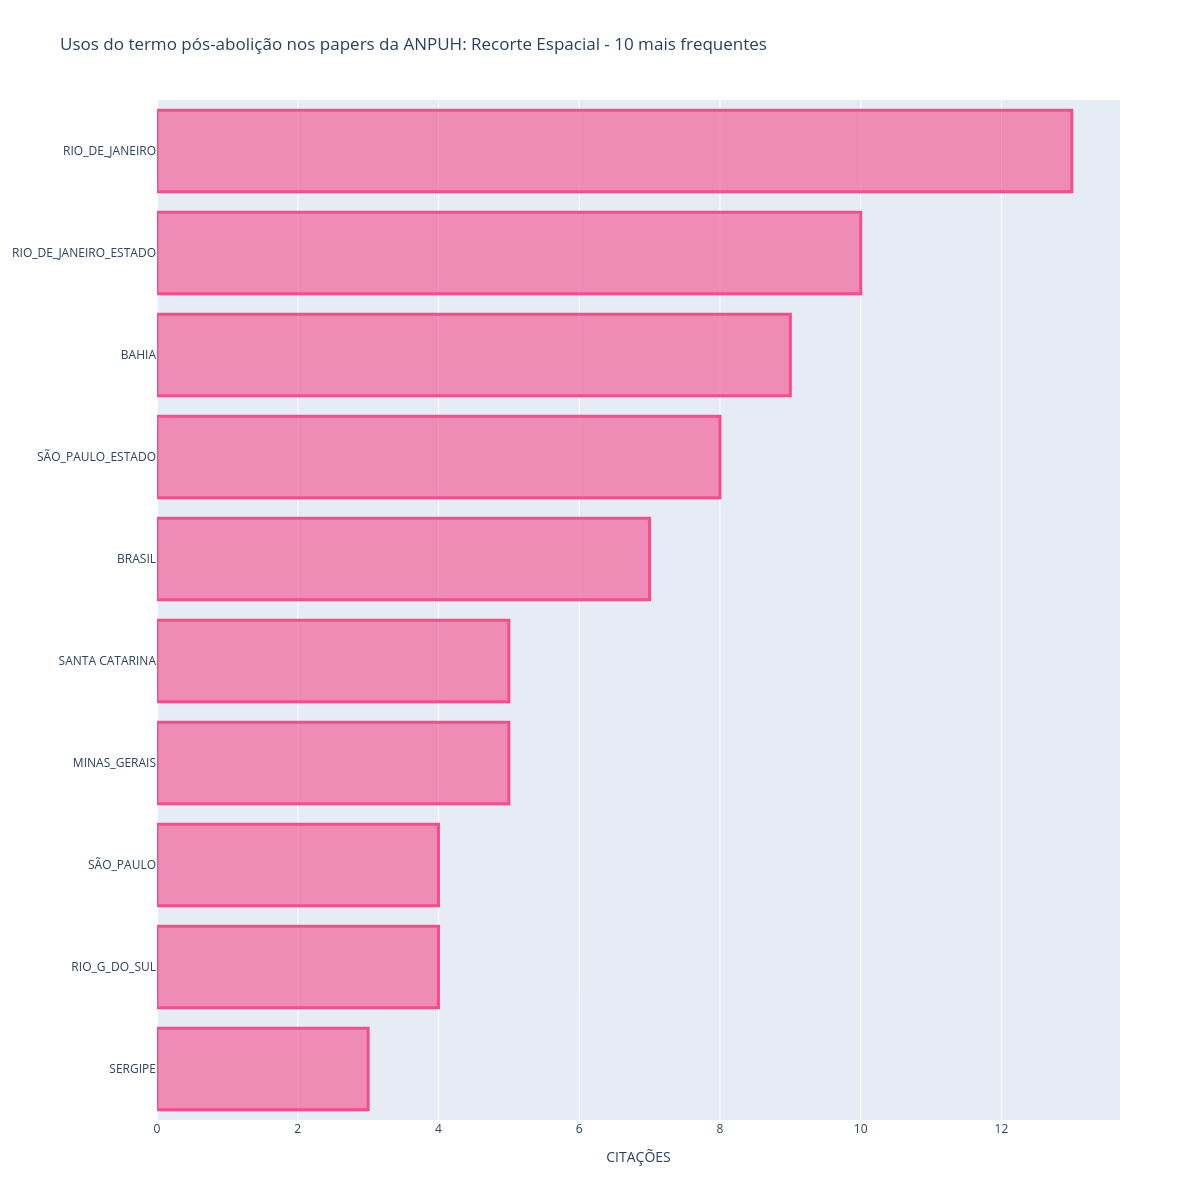 Usos do termo pós-abolição nos papers da ANPUH: Recorte Espacial - 10 mais frequentes
RIO_DE_JANEIRO
RIO_DE_JANEIRO_ESTADO
BAHIA
SÃO_PAULO_ESTADO
BRASIL
SANTA CATARINA
MINAS_GERAIS
SÃO_PAULO
RIO_G_DO_SUL
SERGIPE
0 2 4 6 8 10 12
CITAÇÕES